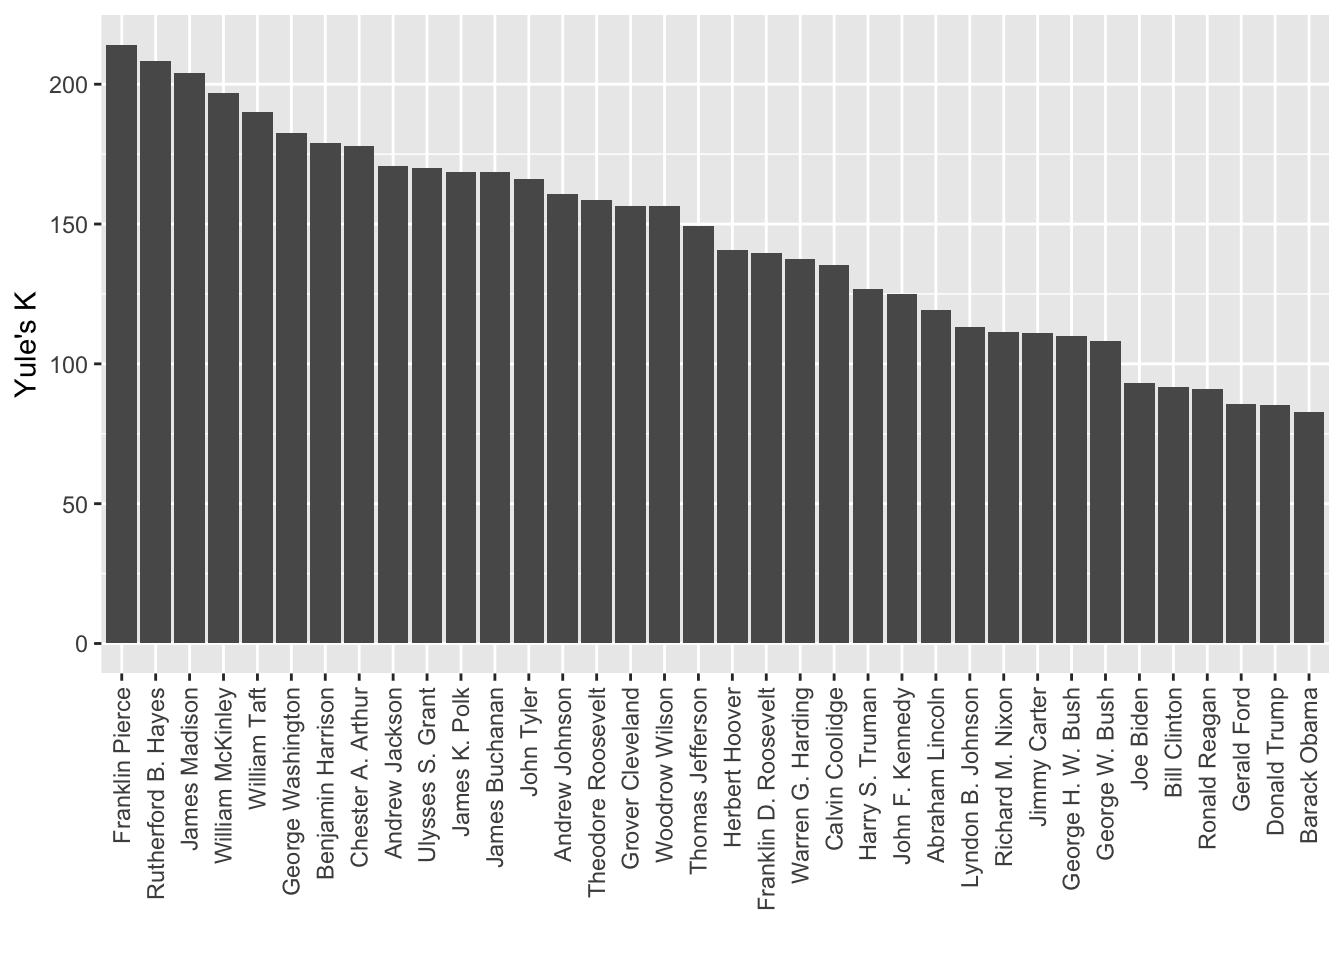 Yule's K
200
150
100
50
0
Franklin Pierce
Rutherford B. Hayes
James Madison
William McKinley
William Taft
George Washington
Benjamin Harrison
Chester A. Arthur
Andrew Jackson
Ulysses S. Grant
James K. Polk
James Buchanan
John Tyler
Andrew Johnson
Theodore Roosevelt
Grover Cleveland
Woodrow Wilson
Thomas Jefferson
Herbert Hoover
Franklin D. Roosevelt
Warren G. Harding
Calvin Coolidge
Harry S. Truman
John F. Kennedy
Abraham Lincoln
Lyndon B. Johnson
Richard M. Nixon
Jimmy Carter
George H. W. Bush
George W. Bush
Joe Biden
Bill Clinton
Ronald Reagan
Gerald Ford
Donald Trump
Barack Obama